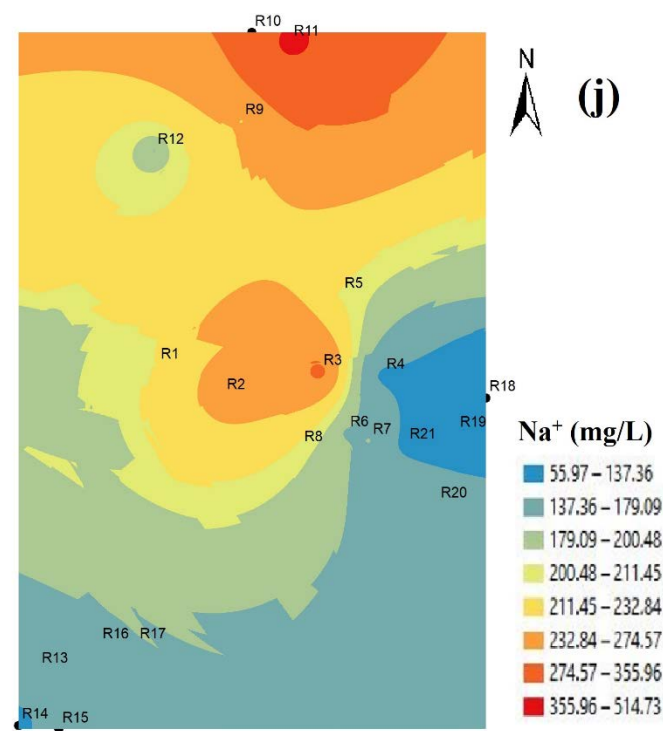 R10
R11
N
(j)
R9
R12
R5
R1
R3
R4
R2
R18
R6
R19
R7
R8
R21
Na⁺ (mg/L)
55.97 – 137.36
R20
137.36 – 179.09
179.09 – 200.48
200.48 – 211.45
211.45 – 232.84
R16
R17
232.84 – 274.57
R13
274.57 – 355.96
355.96 – 514.73
R14
R15